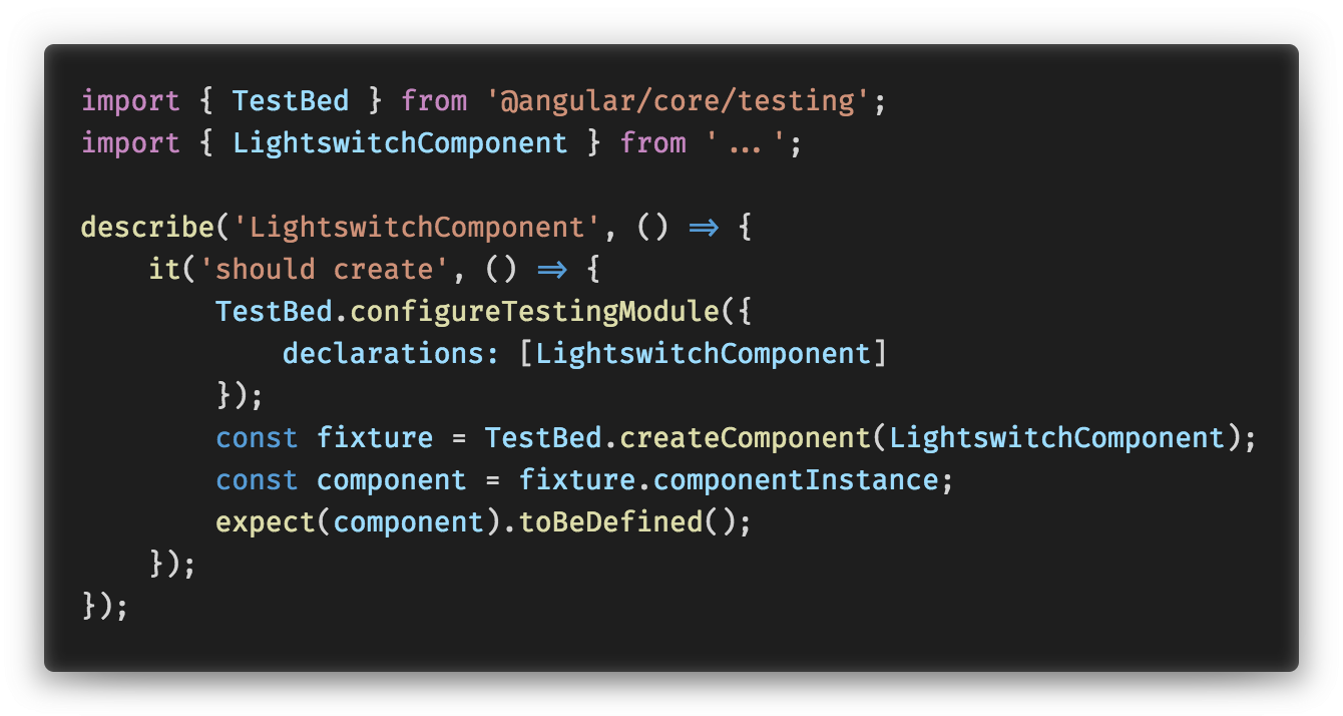 import { TestBed } from '@angular/core/testing';
import { LightswitchComponent } from '...';

describe('LightswitchComponent', () => {
    it('should create', () => {
        TestBed.configureTestingModule({
            declarations: [LightswitchComponent]
        });
        const fixture = TestBed.createComponent(LightswitchComponent);
        const component = fixture.componentInstance;
        expect(component).toBeDefined();
    });
});